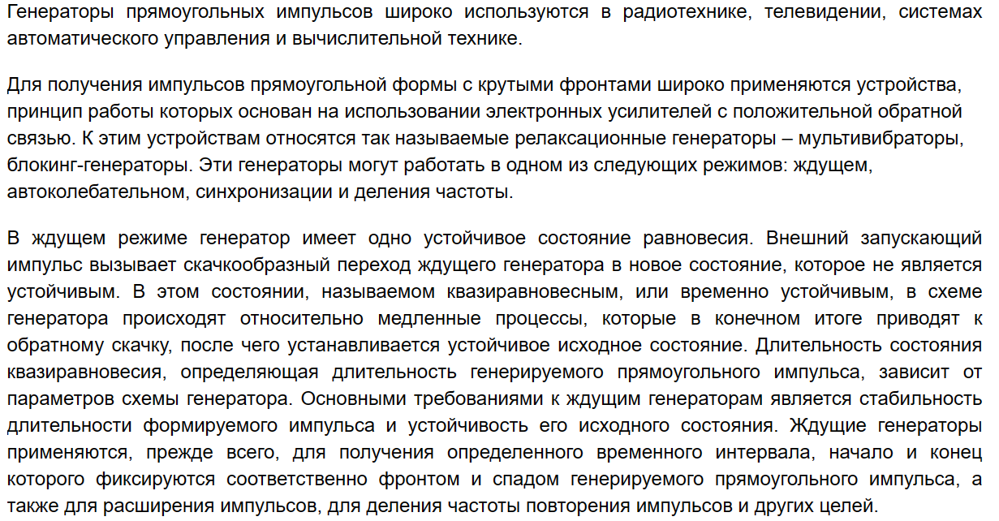 Генераторы прямоугольных импульсов широко используются в радиотехнике, телевидении, системах
автоматического управления и вычислительной технике.
Для получения импульсов прямоугольной формы с крутыми фронтами широко применяются устройства,
принцип работы которых основан на использовании электронных усилителей с положительной обратной
связью. К этим устройствам относятся так называемые релаксационные генераторы – мультивибраторы,
блокинг-генераторы. Эти генераторы могут работать в одном из следующих режимов: ждущем,
автоколебательном, синхронизации и деления частоты.
В ждущем режиме генератор имеет одно устойчивое состояние равновесия. Внешний запускающий
импульс вызывает скачкообразный переход ждущего генератора в новое состояние, которое не является
устойчивым. В этом состоянии, называемом квазиравновесным, или временно устойчивым, в схеме
генератора происходят относительно медленные процессы, которые в конечном итоге приводят к
обратному скачку, после чего устанавливается устойчивое исходное состояние. Длительность состояния
квазиравновесия, определяющая длительность генерируемого прямоугольного импульса, зависит от
параметров схемы генератора. Основными требованиями к ждущим генераторам является стабильность
длительности формируемого импульса и устойчивость его исходного состояния. Ждущие генераторы
применяются, прежде всего, для получения определенного временного интервала, начало и конец
которого фиксируются соответственно фронтом и спадом генерируемого прямоугольного импульса, а
также для расширения импульсов, для деления частоты повторения импульсов и других целей.